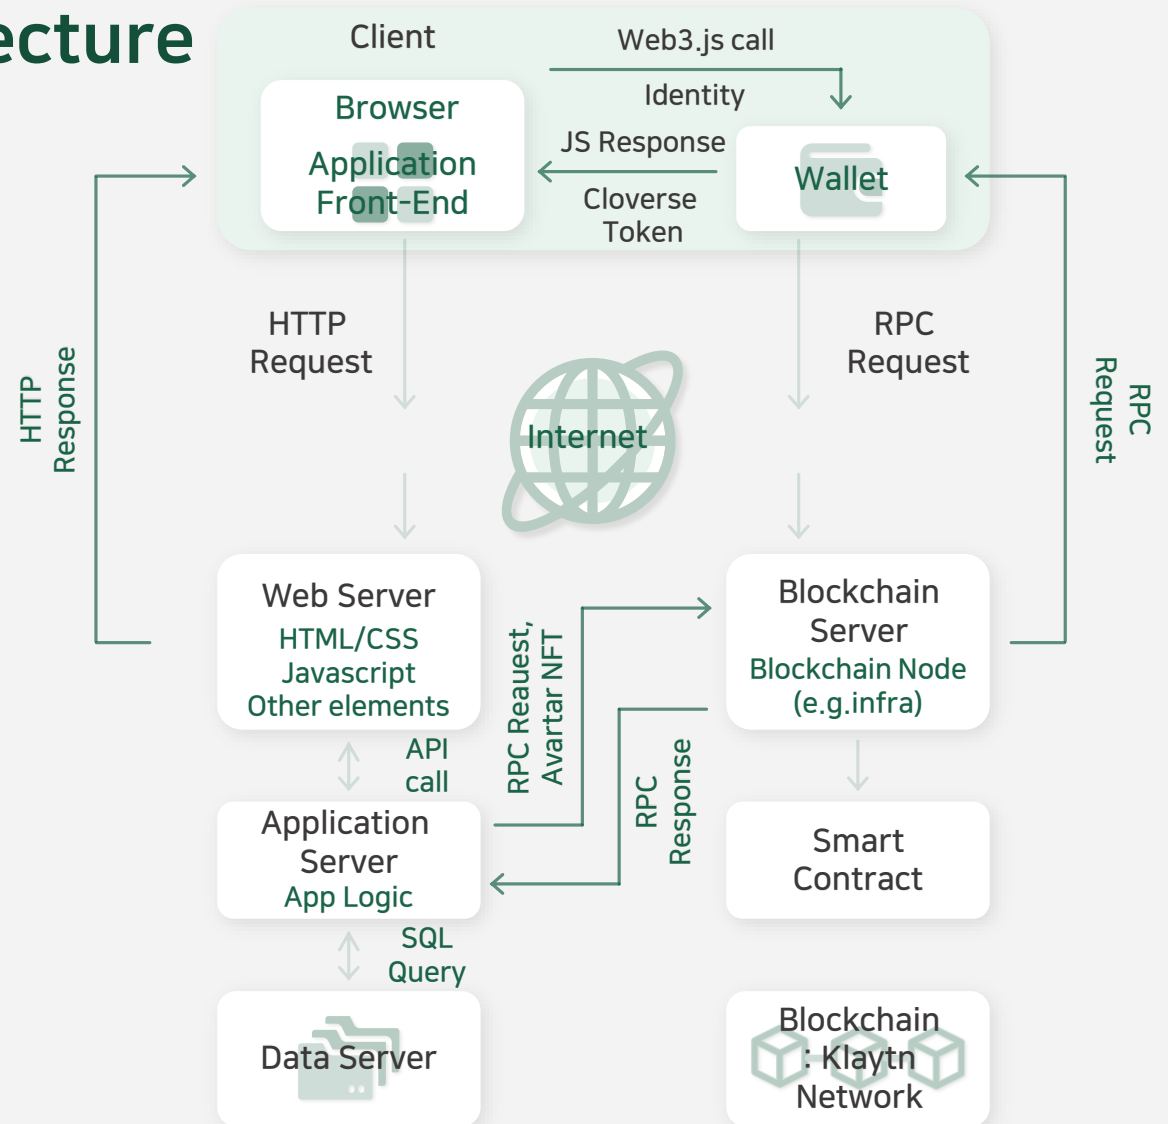 ecture
Client
Web3.js call
Identity
Browser
Application
Front-End
JS Response
Cloverse
Token
Wallet
HTTP
Request
RPC
Request
HTTP
Response
RPC
Request
Internet
Web Server
HTML/CSS
Javascript
Other elements
Blockchain
Server
Blockchain Node
(e.g.infra)
RPC Reauest,
Avartar NFT
API
call
RPC
Response
Application
Server
App Logic
Smart
Contract
SQL
Query
Data Server
Blockchain
: Klaytn
Network